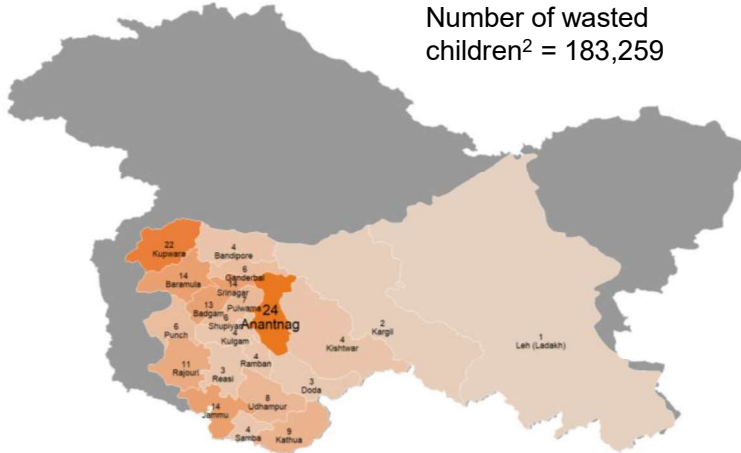 Number of wasted
children² = 183,259
22
Kupwara
4
Bandipore
6
Ganderbal
14
Baramula
14
Srinagar
13
Badgam
7
Pulwama
24
Anantnag
6
Shupiyan
4
Kulgam
6
Punch
4
Kishtwar
2
Kargil
1
Leh (Ladakh)
4
Ramban
11
Rajouri
3
Reasi
3
Doda
8
Udhampur
14
Jammu
4
Samba
9
Kathua